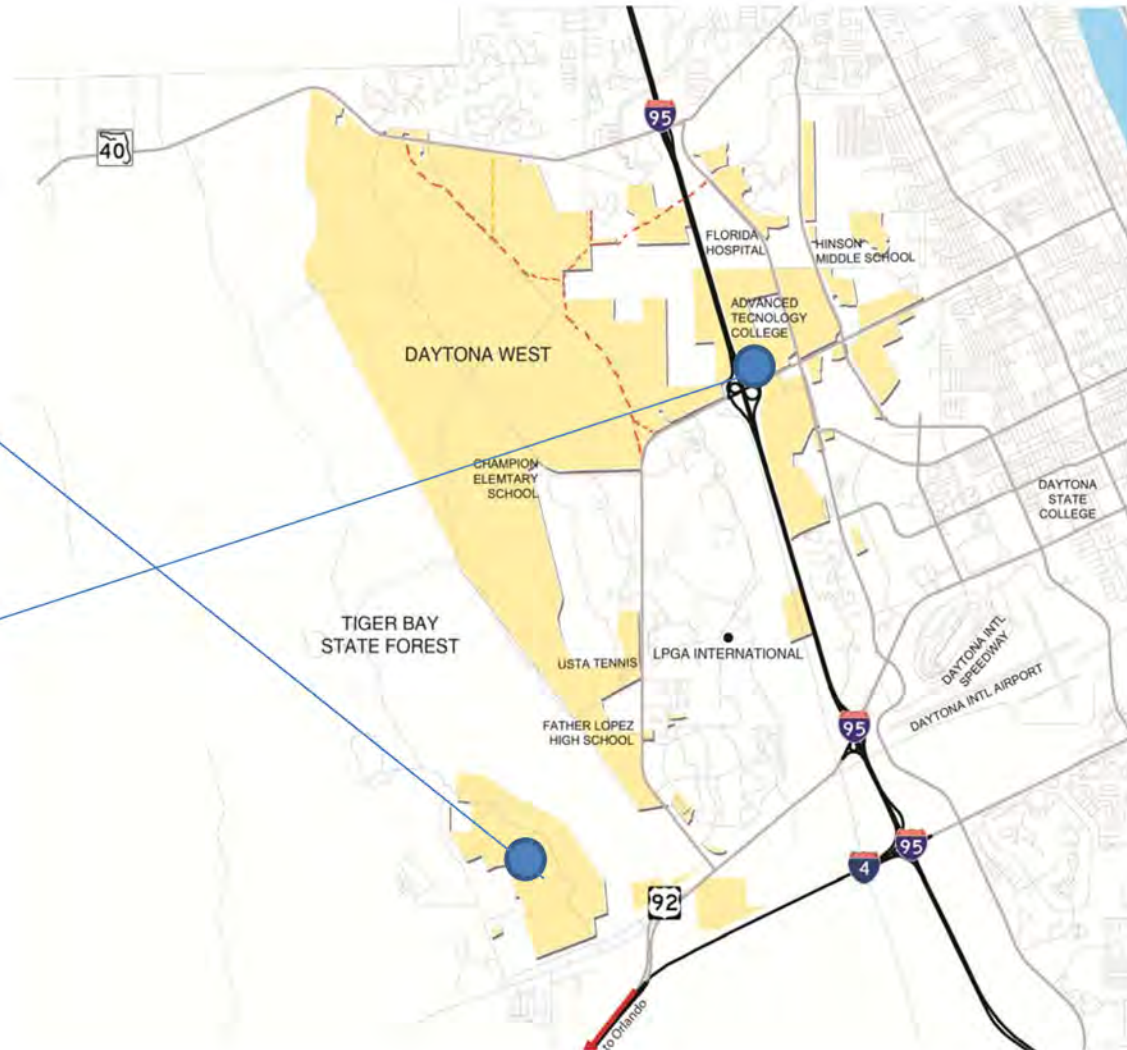 95
40
FLORIDA
HOSPITAL
HINSON
MIDDLE SCHOOL
ADVANCED
TECNOLOGY
COLLEGE
DAYTONA WEST
CHAMPION
ELEMTARY
SCHOOL
DAYTONA
STATE
COLLEGE
TIGER BAY
STATE FOREST
USTA TENNIS
LPGA INTERNATIONAL
DAYTONA INTL
SPEEDWAY
DAYTONA INTL AIRPORT
FATHER LOPEZ
HIGH SCHOOL
95
95
4
92
to Orlando